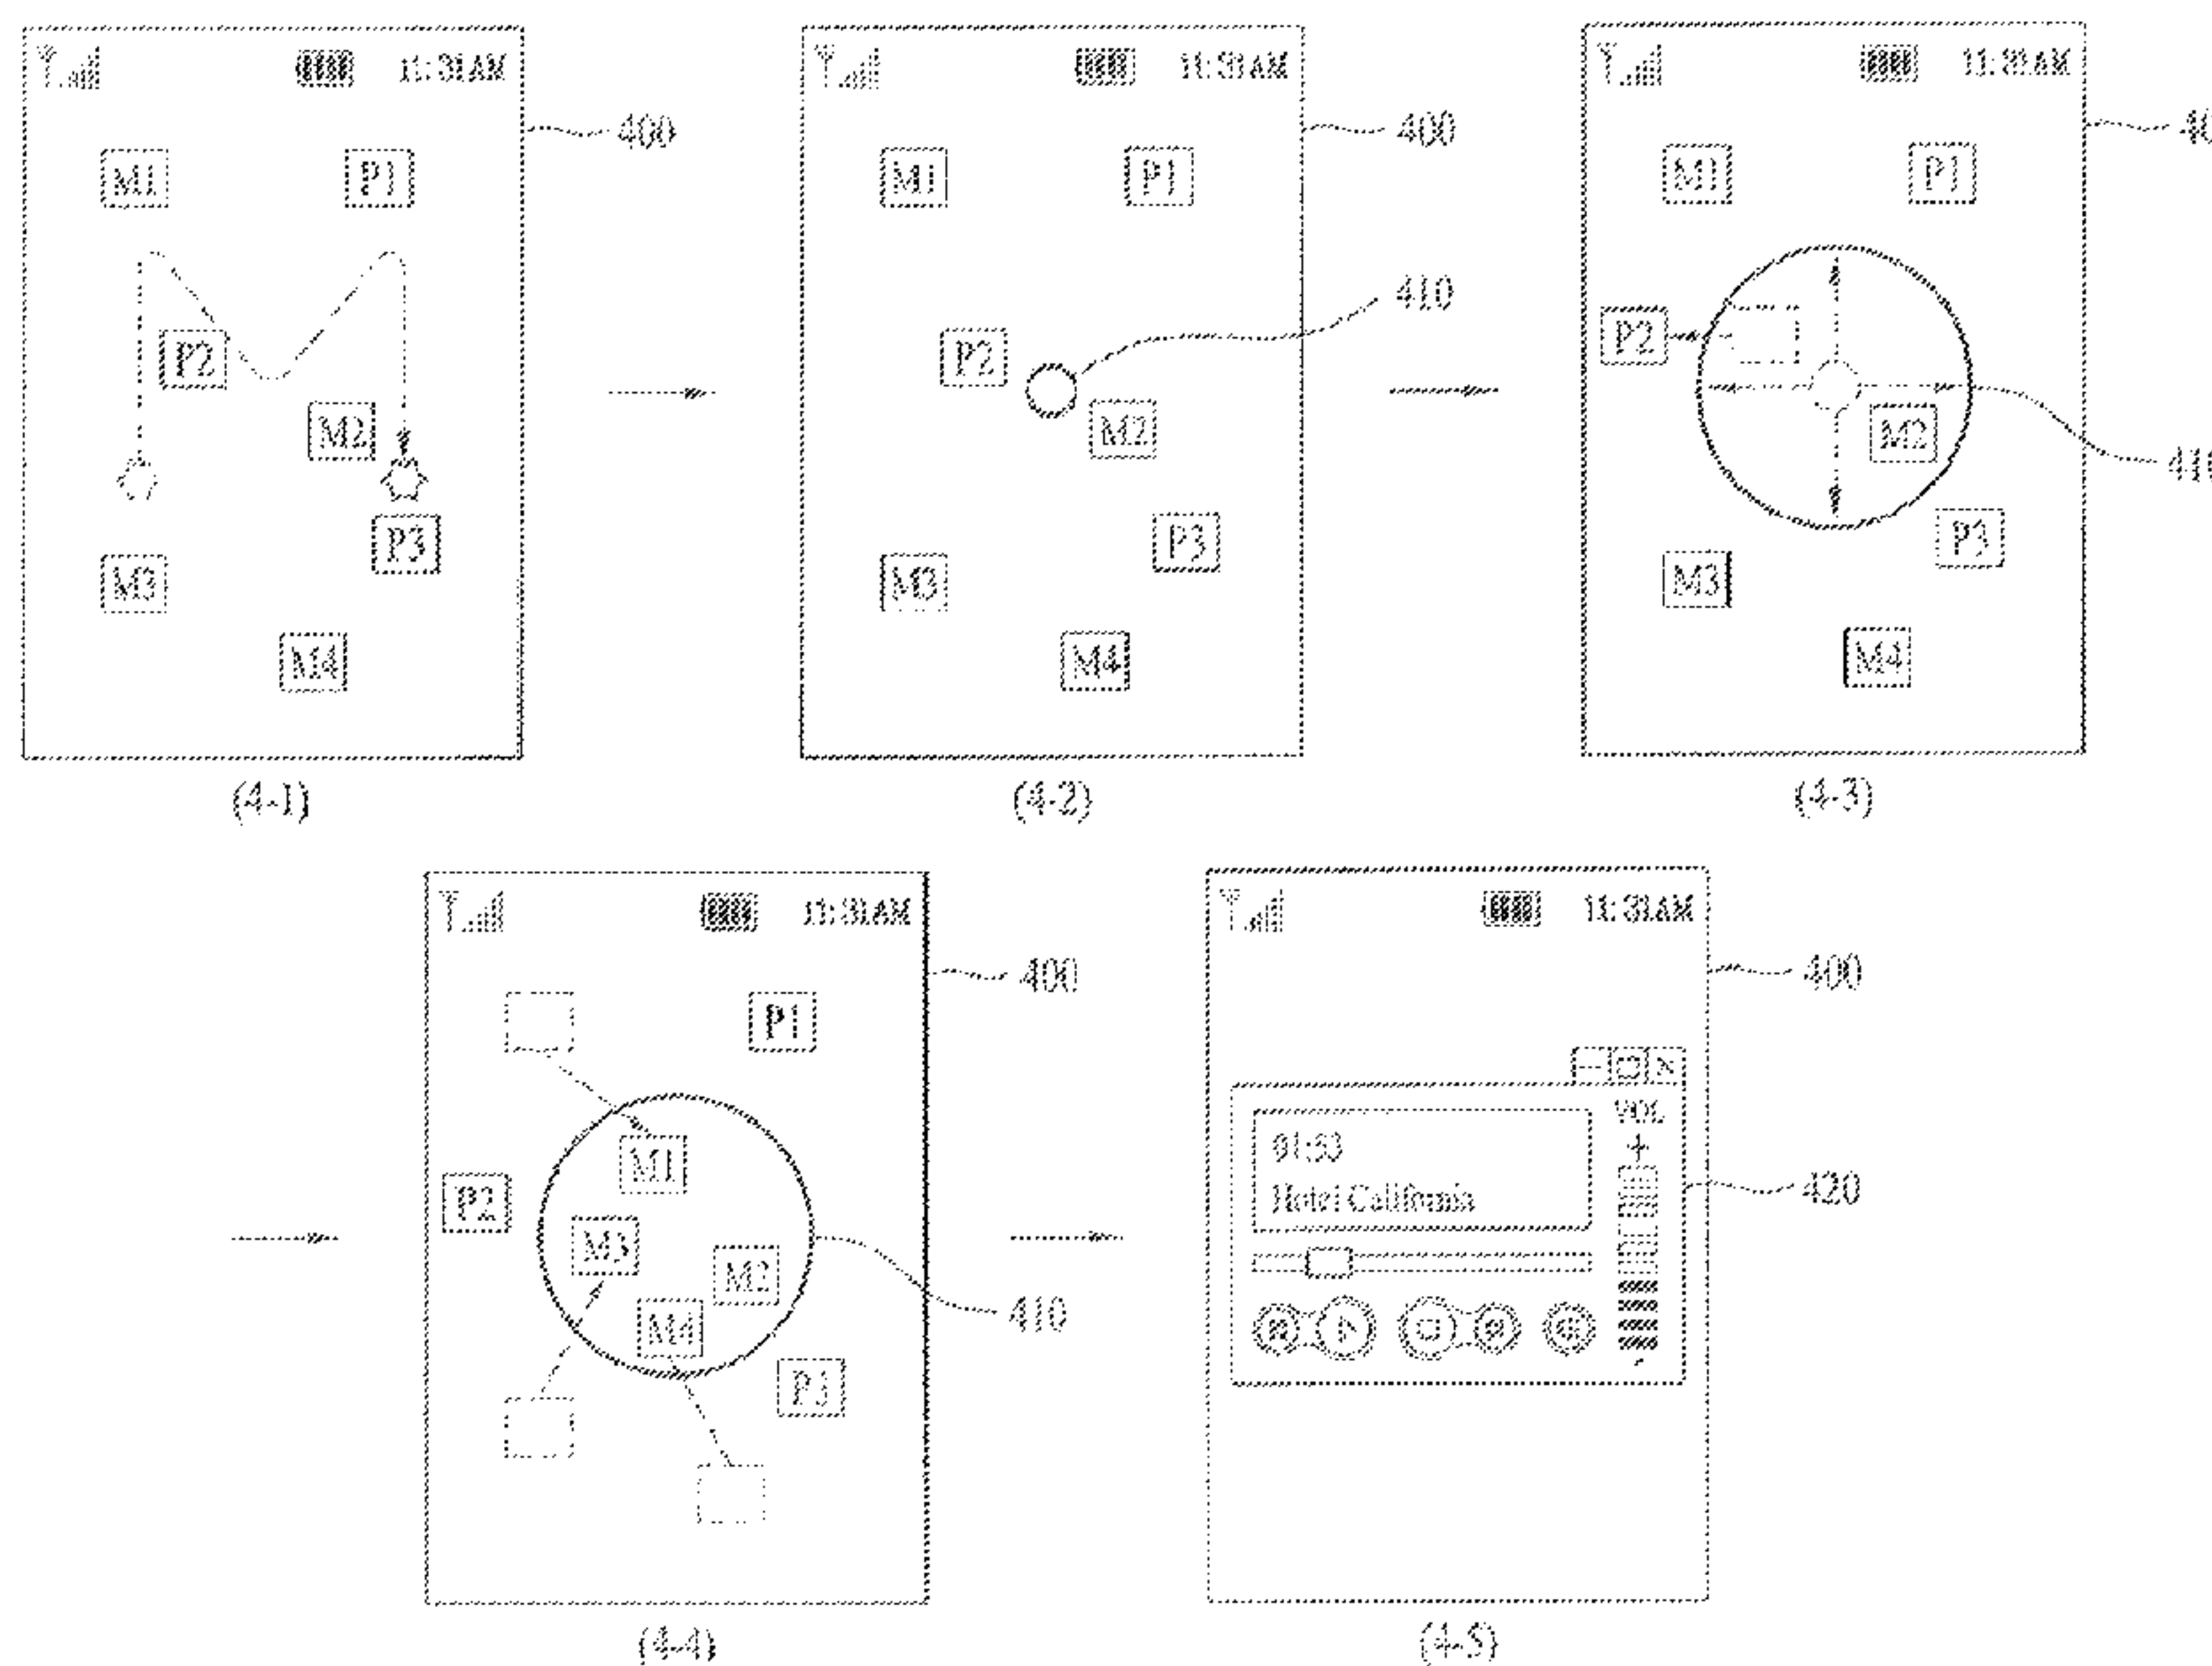 11:31AM
400
M1
P1
P2
M2
P3
M3
M4
(4-1)
11:31AM
400
M1
P1
410
P2
M2
P3
M3
M4
(4-2)
11:31AM
M1
P1
P2
M2
P3
M3
M4
(4-3)
11:31AM
400
P1
M1
P2
M3
M2
M4
410
P3
(4-4)
11:31AM
400
VOL
+
01:53
Hotel California
420
(4-5)